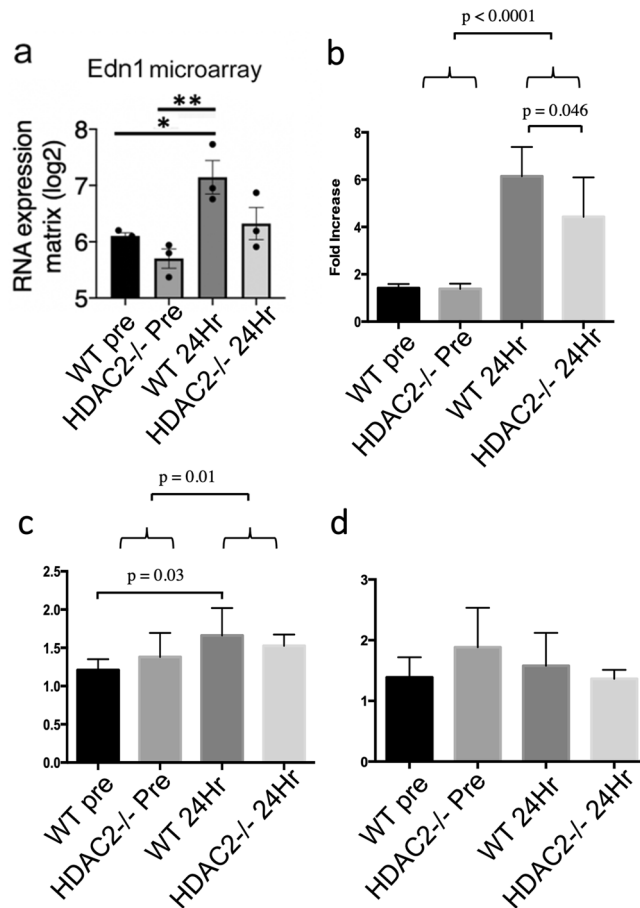 a
Edn1 microarray
**
*
RNA expression
matrix (log2)
8
7
6
5
WT pre
HDAC2-/- Pre
WT 24Hr
HDAC2-/- 24Hr
b
p < 0.0001
p = 0.046
Fold Increase
8
6
4
2
0
WT pre
HDAC2-/- Pre
WT 24Hr
HDAC2-/- 24Hr
c
p = 0.01
p = 0.03
2.5
2.0
1.5
1.0
0.5
0.0
WT pre
HDAC2-/- Pre
WT 24Hr
HDAC2-/- 24Hr
d
3
2
1
0
WT pre
HDAC2-/- Pre
WT 24Hr
HDAC2-/- 24Hr